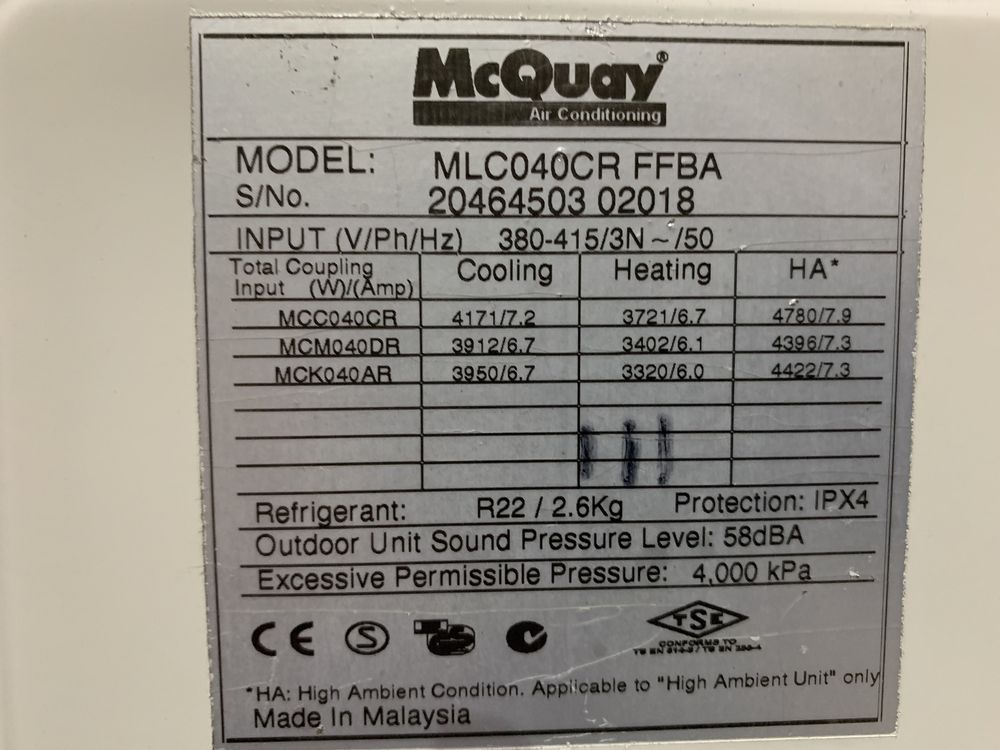 McQuay®
Air Conditioning
MODEL: MLC040CR FFBA
S/No. 20464503 02018
INPUT (V/Ph/Hz) 380-415/3N ~ /50
Total Coupling Input (W)/(Amp) Cooling Heating HA*
MCC040CR 4171/7.2 3721/6.7 4780/7.9
MCM040DR 3912/6.7 3402/6.1 4396/7.3
MCK040AR 3950/6.7 3320/6.0 4422/7.3
Refrigerant: R22 / 2.6Kg Protection: IPX4
Outdoor Unit Sound Pressure Level: 58dBA
Excessive Permissible Pressure: 4,000 kPa
CE S TSE
CONFORMS TO
*HA: High Ambient Condition. Applicable to "High Ambient Unit" only
Made In Malaysia